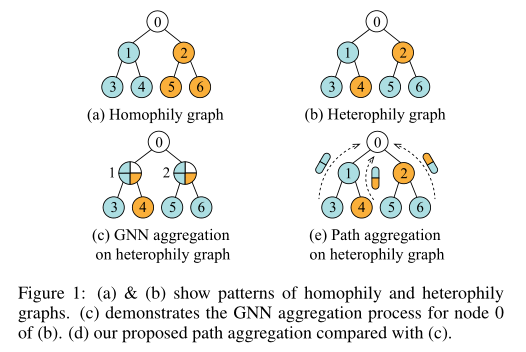 0
1 2
3 4 5 6
(a) Homophily graph
0
1 2
3 4 5 6
(b) Heterophily graph
0
1 2
3 4 5 6
(c) GNN aggregation
on heterophily graph
0
1 2
3 4 5 6
(e) Path aggregation
on heterophily graph
Figure 1: (a) & (b) show patterns of homophily and heterophily
graphs. (c) demonstrates the GNN aggregation process for node 0
of (b). (d) our proposed path aggregation compared with (c).